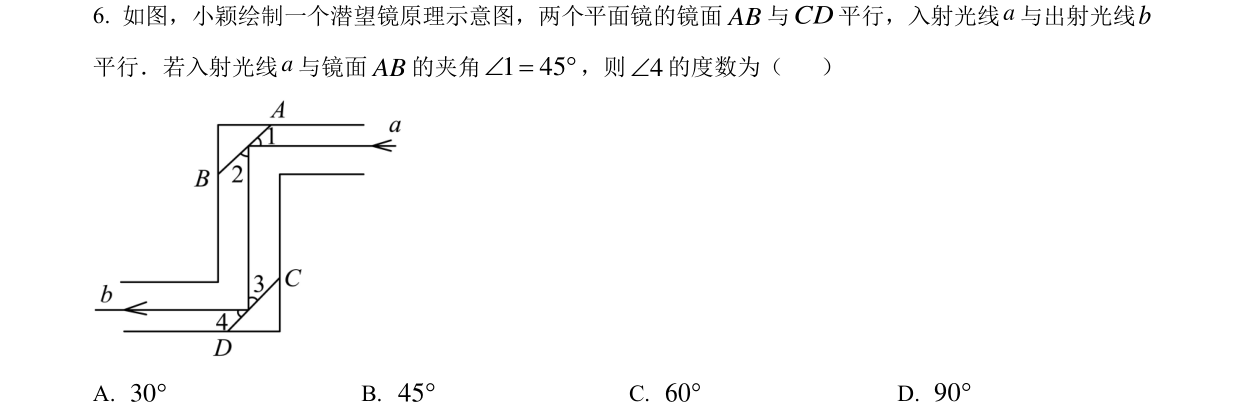 6. 如图，小颖绘制一个潜望镜原理示意图，两个平面镜的镜面 AB 与 CD 平行，入射光线 a 与出射光线 b
平行．若入射光线 a 与镜面 AB 的夹角 ∠1 = 45°，则 ∠4 的度数为（　　）
A
1
a
B
2
3
C
b
4
D
A. 30°　B. 45°　C. 60°　D. 90°